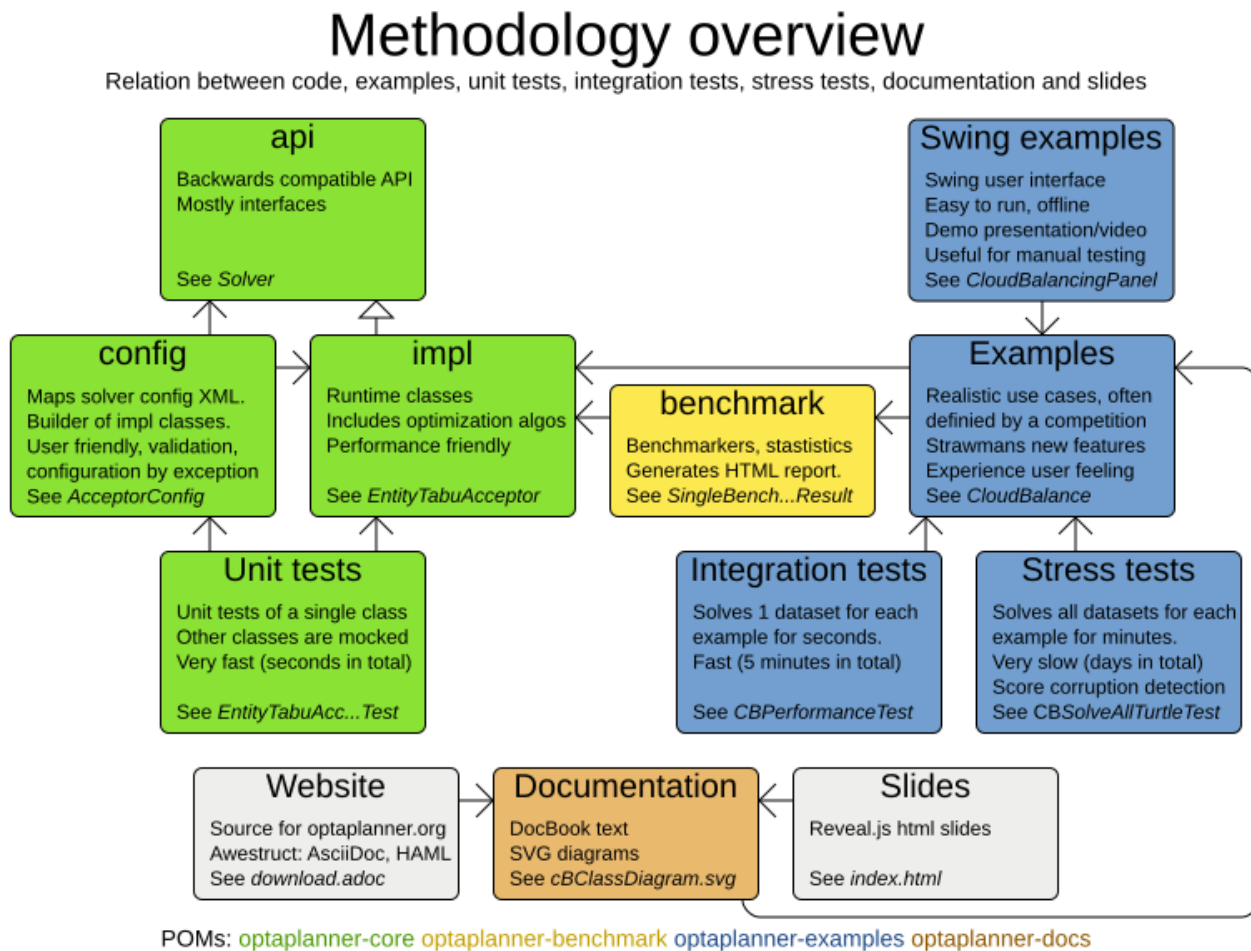 Methodology overview
Relation between code, examples, unit tests, integration tests, stress tests, documentation and slides
api
Backwards compatible API
Mostly interfaces
See Solver
Swing examples
Swing user interface
Easy to run, offline
Demo presentation/video
Useful for manual testing
See CloudBalancingPanel
config
Maps solver config XML.
Builder of impl classes.
User friendly, validation,
configuration by exception
See AcceptorConfig
impl
Runtime classes
Includes optimization algos
Performance friendly
See EntityTabuAcceptor
benchmark
Benchmarkers, stastistics
Generates HTML report.
See SingleBench...Result
Examples
Realistic use cases, often
definied by a competition
Strawmans new features
Experience user feeling
See CloudBalance
Unit tests
Unit tests of a single class
Other classes are mocked
Very fast (seconds in total)
See EntityTabuAcc...Test
Integration tests
Solves 1 dataset for each
example for seconds.
Fast (5 minutes in total)
See CBPerformanceTest
Stress tests
Solves all datasets for each
example for minutes.
Very slow (days in total)
Score corruption detection
See CBSolveAllTurtleTest
Website
Source for optaplanner.org
Awestruct: AsciiDoc, HAML
See download.adoc
Documentation
DocBook text
SVG diagrams
See cBClassDiagram.svg
Slides
Reveal.js html slides
See index.html
POMs: optaplanner-core optaplanner-benchmark optaplanner-examples optaplanner-docs